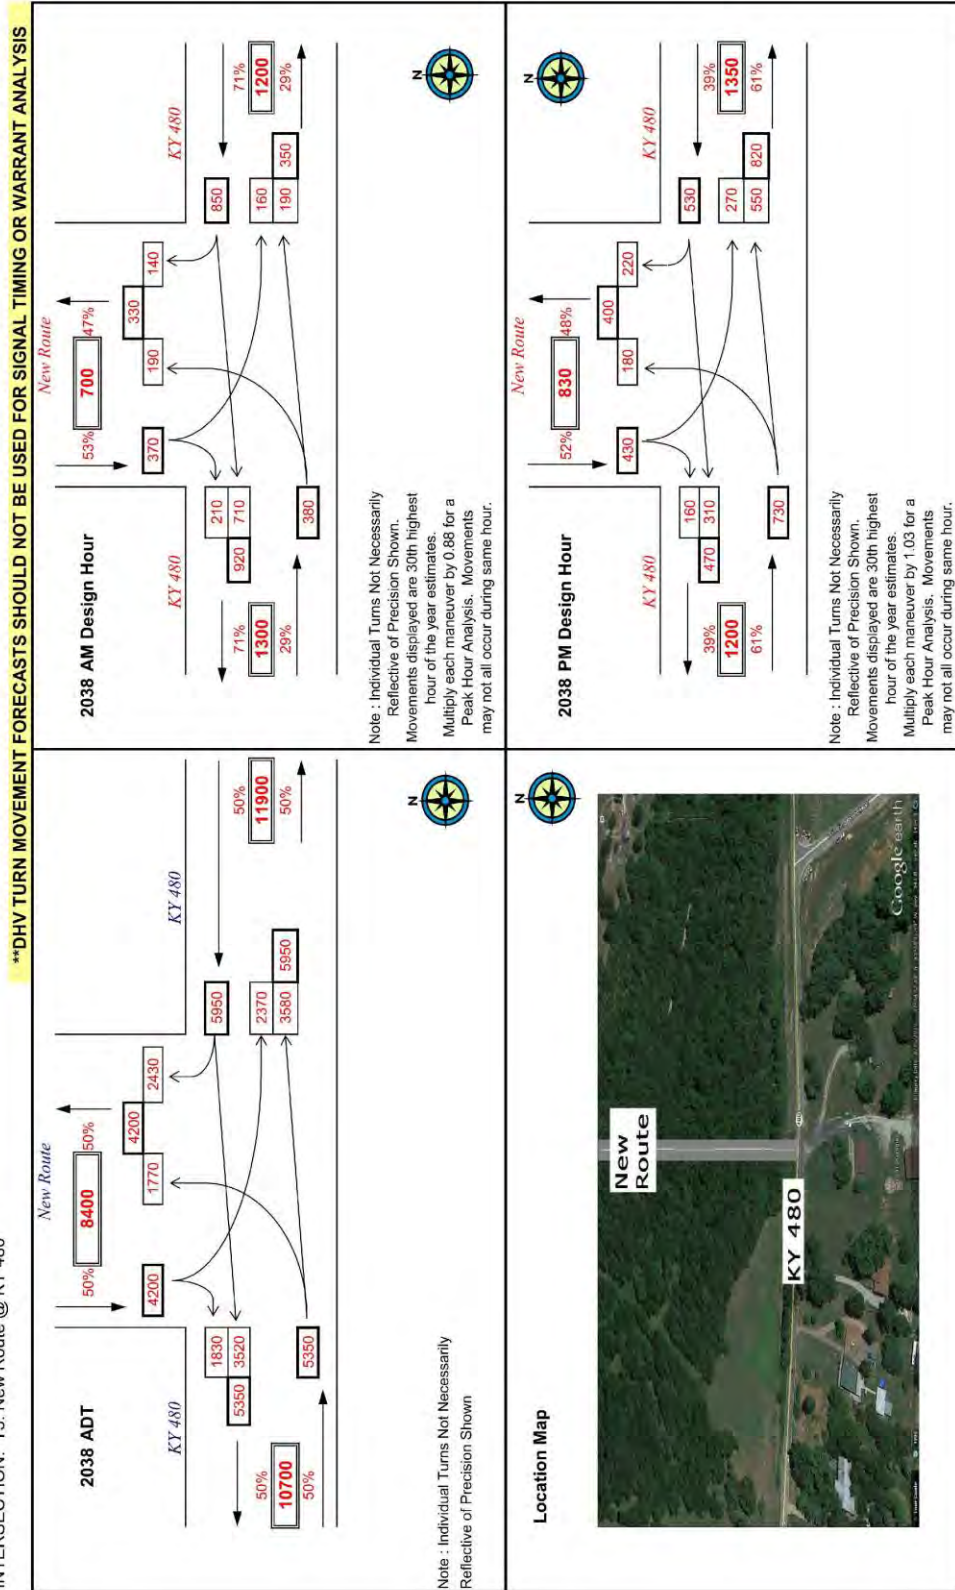 **DHV TURN MOVEMENT FORECASTS SHOULD NOT BE USED FOR SIGNAL TIMING OR WARRANT ANALYSIS
2038 ADT
New Route
50%
8400
50%
4200
4200
1770
2430
KY 480
KY 480
1830
3520
5350
5950
50%
10700
50%
5350
2370
3580
5950
50%
11900
50%
N
Note : Individual Turns Not Necessarily
Reflective of Precision Shown
2038 AM Design Hour
New Route
53%
700
47%
370
330
190
140
KY 480
KY 480
210
710
920
850
71%
1300
29%
380
160
190
350
71%
1200
29%
N
Note : Individual Turns Not Necessarily
Reflective of Precision Shown.
Movements displayed are 30th highest
hour of the year estimates.
Multiply each maneuver by 0.88 for a
Peak Hour Analysis. Movements
may not all occur during same hour.
Location Map
N
New
Route
KY 480
Google earth
2038 PM Design Hour
N
New Route
52%
830
48%
430
400
180
220
KY 480
KY 480
160
310
470
530
39%
1200
61%
730
270
550
820
39%
1350
61%
Note : Individual Turns Not Necessarily
Reflective of Precision Shown.
Movements displayed are 30th highest
hour of the year estimates.
Multiply each maneuver by 1.03 for a
Peak Hour Analysis. Movements
may not all occur during same hour.